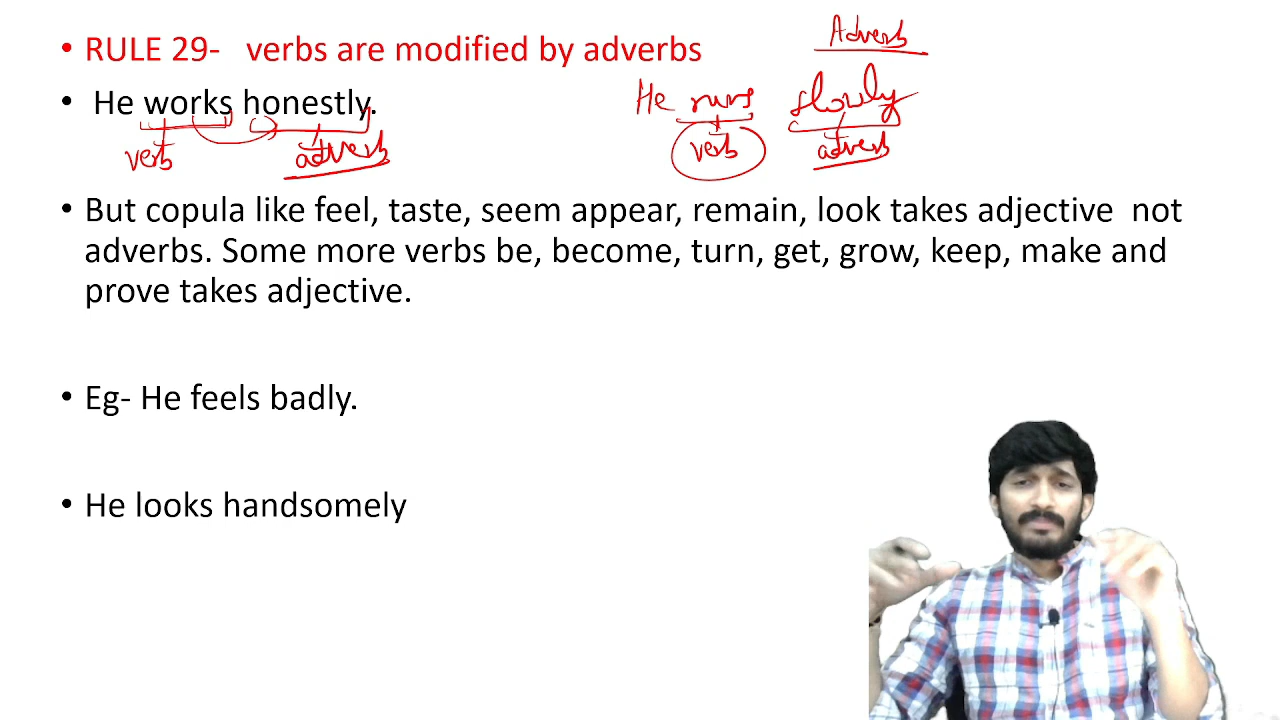 • RULE 29- verbs are modified by adverbs
Adverb
• He works honestly.
He runs slowly
verb adverb
verb adverb
• But copula like feel, taste, seem appear, remain, look takes adjective not
adverbs. Some more verbs be, become, turn, get, grow, keep, make and
prove takes adjective.
• Eg- He feels badly.
• He looks handsomely